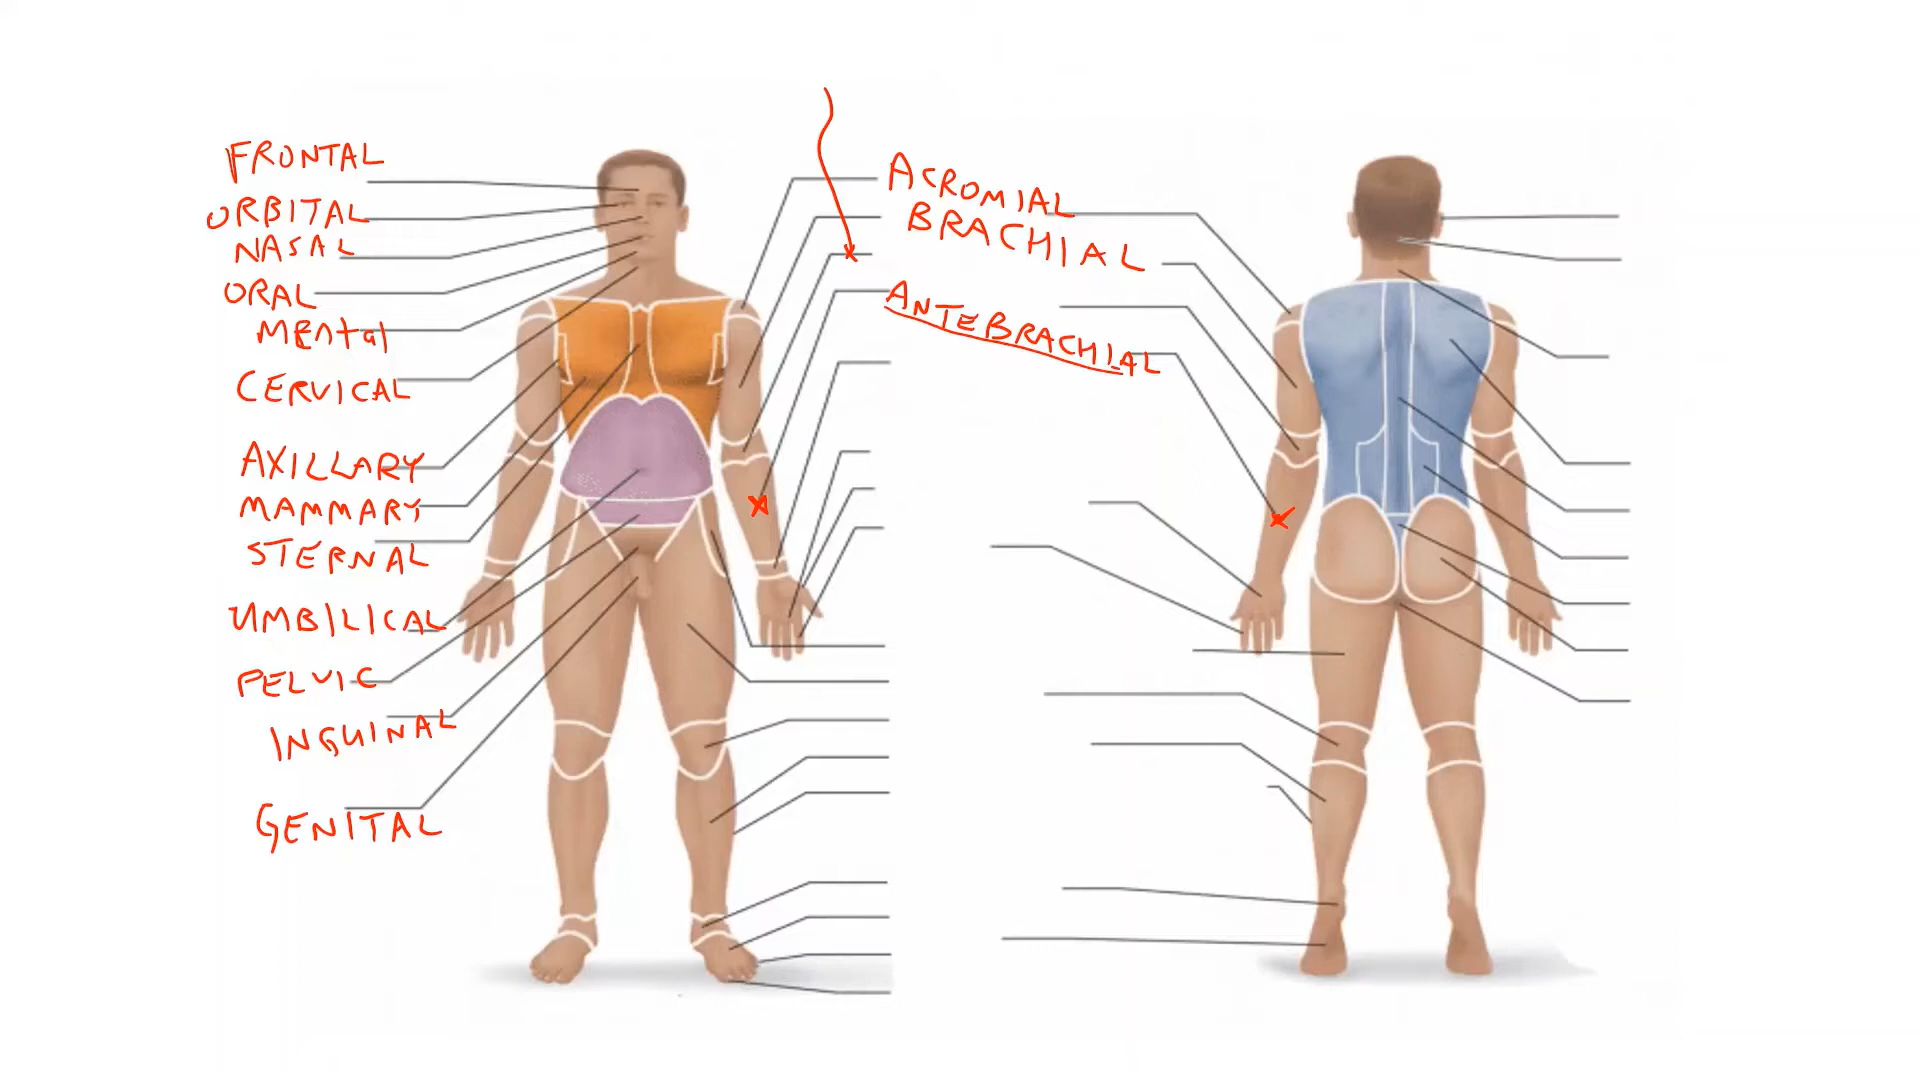 FRONTAL
ORBITAL
NASAL
ORAL
MEntal
CERVICAL
AXILLARY
MAMMARY
STERNAL
UMBILICAL
PELVIC
INGUINAL
GENITAL
ACROMIAL
BRACHIAL
ANTEBRACHIAL